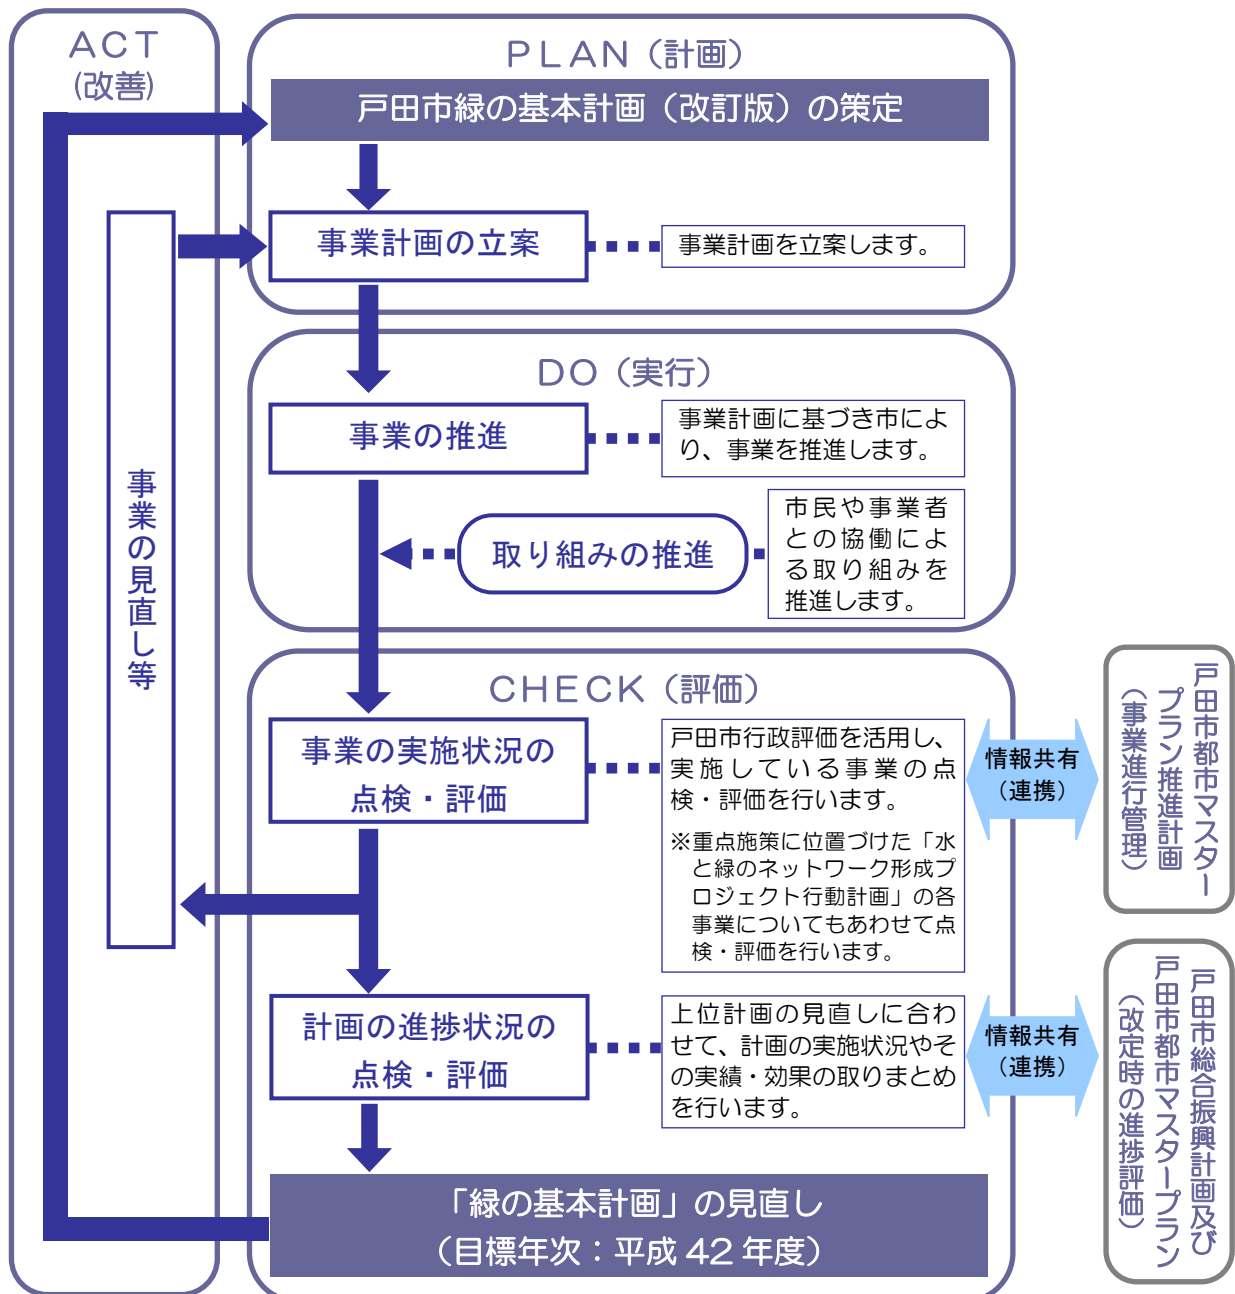 ACT
(改善)
事業の見直し等
PLAN（計画）
戸田市緑の基本計画（改訂版）の策定
事業計画の立案
事業計画を立案します。
DO（実行）
事業の推進
事業計画に基づき市によ
り、事業を推進します。
取り組みの推進
市民や事業者
との協働によ
る取り組みを
推進します。
CHECK（評価）
事業の実施状況の
点検・評価
戸田市行政評価を活用し、
実施している事業の点
検・評価を行います。
※重点施策に位置づけた「水
と緑のネットワーク形成プ
ロジェクト行動計画」の各
事業についてもあわせて点
検・評価を行います。
情報共有
（連携）
戸田市都市マスター
プラン推進計画
（事業進行管理）
計画の進捗状況の
点検・評価
上位計画の見直しに合わ
せて、計画の実施状況やそ
の実績・効果の取りまとめ
を行います。
情報共有
（連携）
戸田市総合振興計画及び
戸田市都市マスタープラン
（改定時の進捗評価）
「緑の基本計画」の見直し
（目標年次：平成 42 年度）